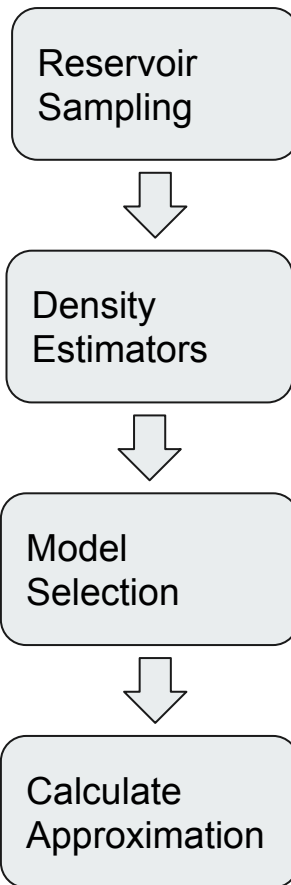 Reservoir
Sampling
Density
Estimators
Model
Selection
Calculate
Approximation